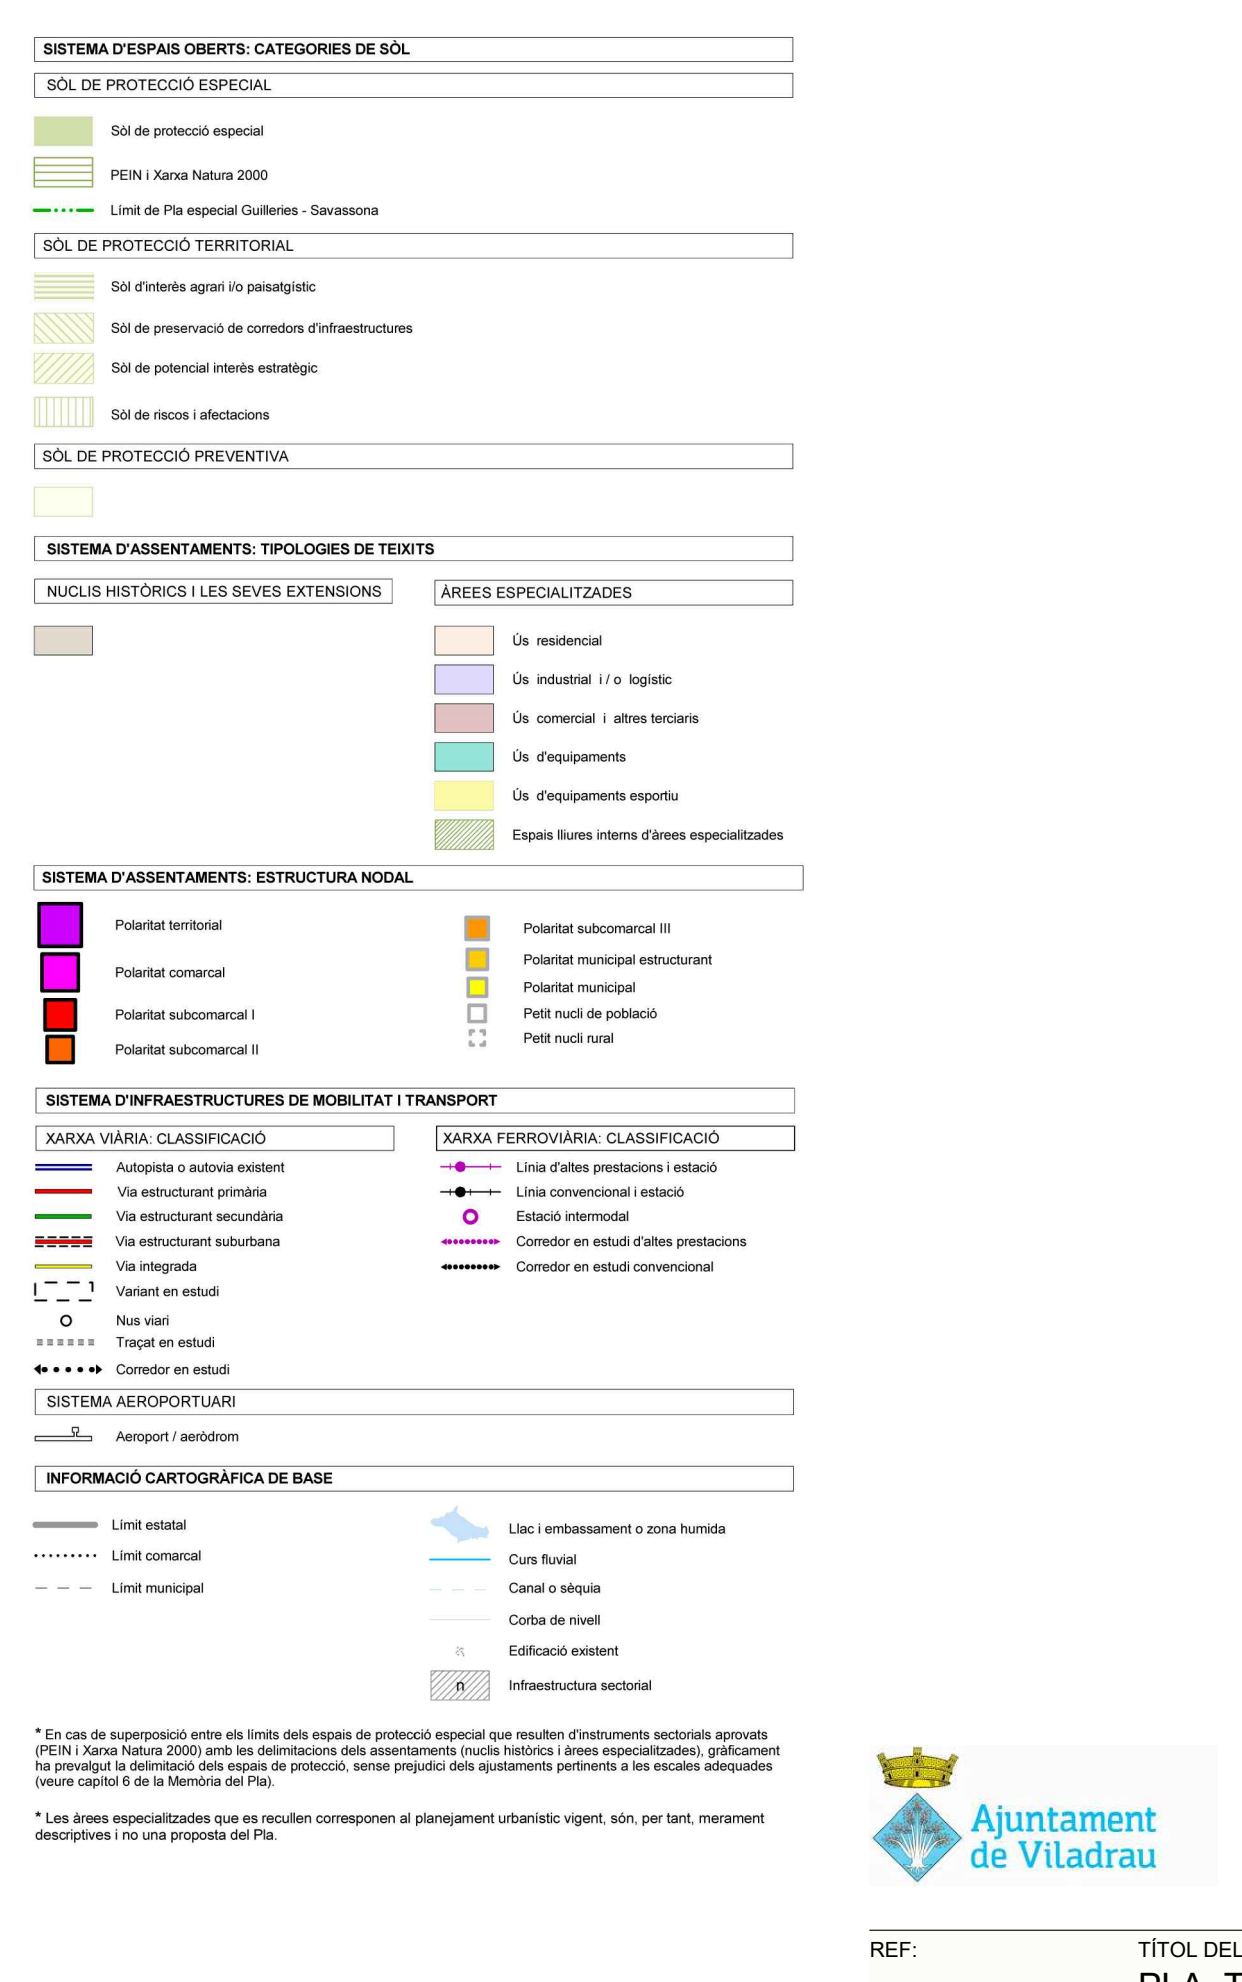 SISTEMA D'ESPAIS OBERTS: CATEGORIES DE SÒL
SÒL DE PROTECCIÓ ESPECIAL
Sòl de protecció especial
PEIN i Xarxa Natura 2000
Límit de Pla especial Guilleries - Savassona
SÒL DE PROTECCIÓ TERRITORIAL
Sòl d'interès agrari i/o paisatgístic
Sòl de preservació de corredors d'infraestructures
Sòl de potencial interès estratègic
Sòl de riscos i afectacions
SÒL DE PROTECCIÓ PREVENTIVA
SISTEMA D'ASSENTAMENTS: TIPOLOGIES DE TEIXITS
NUCLIS HISTÒRICS I LES SEVES EXTENSIONS
ÀREES ESPECIALITZADES
Ús residencial
Ús industrial i / o logístic
Ús comercial i altres terciaris
Ús d'equipaments
Ús d'equipaments esportiu
Espais lliures interns d'àrees especialitzades
SISTEMA D'ASSENTAMENTS: ESTRUCTURA NODAL
Polaritat territorial
Polaritat comarcal
Polaritat subcomarcal I
Polaritat subcomarcal II
Polaritat subcomarcal III
Polaritat municipal estructurant
Polaritat municipal
Petit nucli de població
Petit nucli rural
SISTEMA D'INFRAESTRUCTURES DE MOBILITAT I TRANSPORT
XARXA VIÀRIA: CLASSIFICACIÓ
Autopista o autovia existent
Via estructurant primària
Via estructurant secundària
Via estructurant suburbana
Via integrada
Variant en estudi
Nus viari
Traçat en estudi
Corredor en estudi
XARXA FERROVIÀRIA: CLASSIFICACIÓ
Línia d'altes prestacions i estació
Línia convencional i estació
Estació intermodal
Corredor en estudi d'altes prestacions
Corredor en estudi convencional
SISTEMA AEROPORTUARI
Aeroport / aeròdrom
INFORMACIÓ CARTOGRÀFICA DE BASE
Límit estatal
Límit comarcal
Límit municipal
Llac i embassament o zona humida
Curs fluvial
Canal o sèquia
Corba de nivell
Edificació existent
n
Infraestructura sectorial
* En cas de superposició entre els límits dels espais de protecció especial que resulten d'instruments sectorials aprovats
(PEIN i Xarxa Natura 2000) amb les delimitacions dels assentaments (nuclis històrics i àrees especialitzades), gràficament
ha prevalgut la delimitació dels espais de protecció, sense prejudici dels ajustaments pertinents a les escales adequades
(veure capítol 6 de la Memòria del Pla).
* Les àrees especialitzades que es recullen corresponen al planejament urbanístic vigent, són, per tant, merament
descriptives i no una proposta del Pla.
Ajuntament
de Viladrau
REF:
TÍTOL DEL